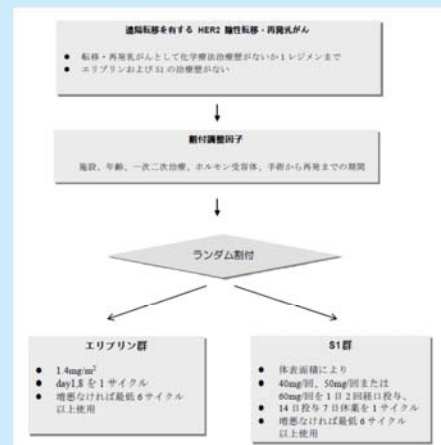 遠隔転移を有する HER2 陰性転移・再発乳がん
● 転移・再発乳がんとして化学療法治療歴がないか1レジメンまで
● エリブリンおよびS1の治療歴がない
割付調整因子
施設、年齢、一次二次治療、ホルモン受容体、手術から再発までの期間
ランダム割付
エリブリン群
● 1.4mg/m²
● day1,8 を 1 サイクル
● 増悪なければ最低 6 サイクル
以上使用
S1群
● 体表面積により
● 40mg/回、50mg/回または
60mg/回を 1 日 2 回経口投与、
● 14 日投与 7 日休薬を 1 サイクル
● 増悪なければ最低 6 サイクル
以上使用